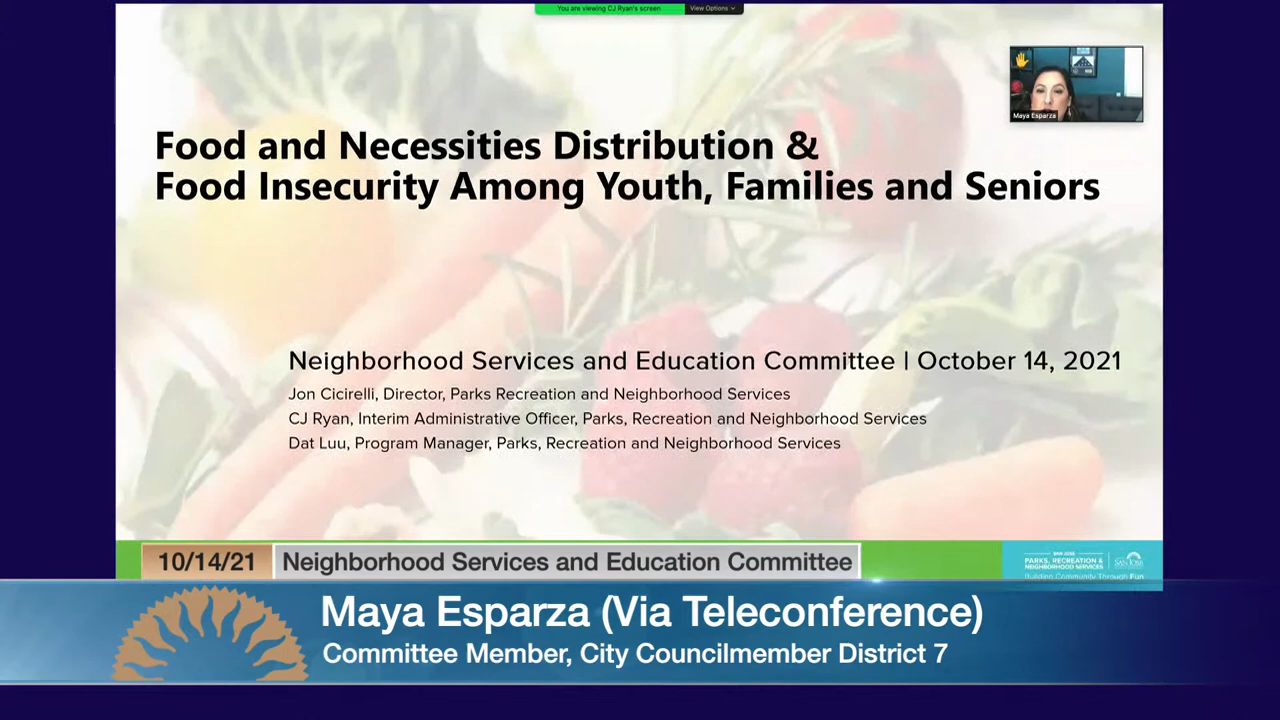 You are viewing CJ Ryan's screen
View Options
Maya Esparza
Food and Necessities Distribution &
Food Insecurity Among Youth, Families and Seniors
Neighborhood Services and Education Committee | October 14, 2021
Jon Cicirelli, Director, Parks Recreation and Neighborhood Services
CJ Ryan, Interim Administrative Officer, Parks, Recreation and Neighborhood Services
Dat Luu, Program Manager, Parks, Recreation and Neighborhood Services
10/14/21
Neighborhood Services and Education Committee
SAN JOSE
PARKS, RECREATION &
NEIGHBORHOOD SERVICES
SAN JOSE
Building Community Through Fun
Maya Esparza (Via Teleconference)
Committee Member, City Councilmember District 7